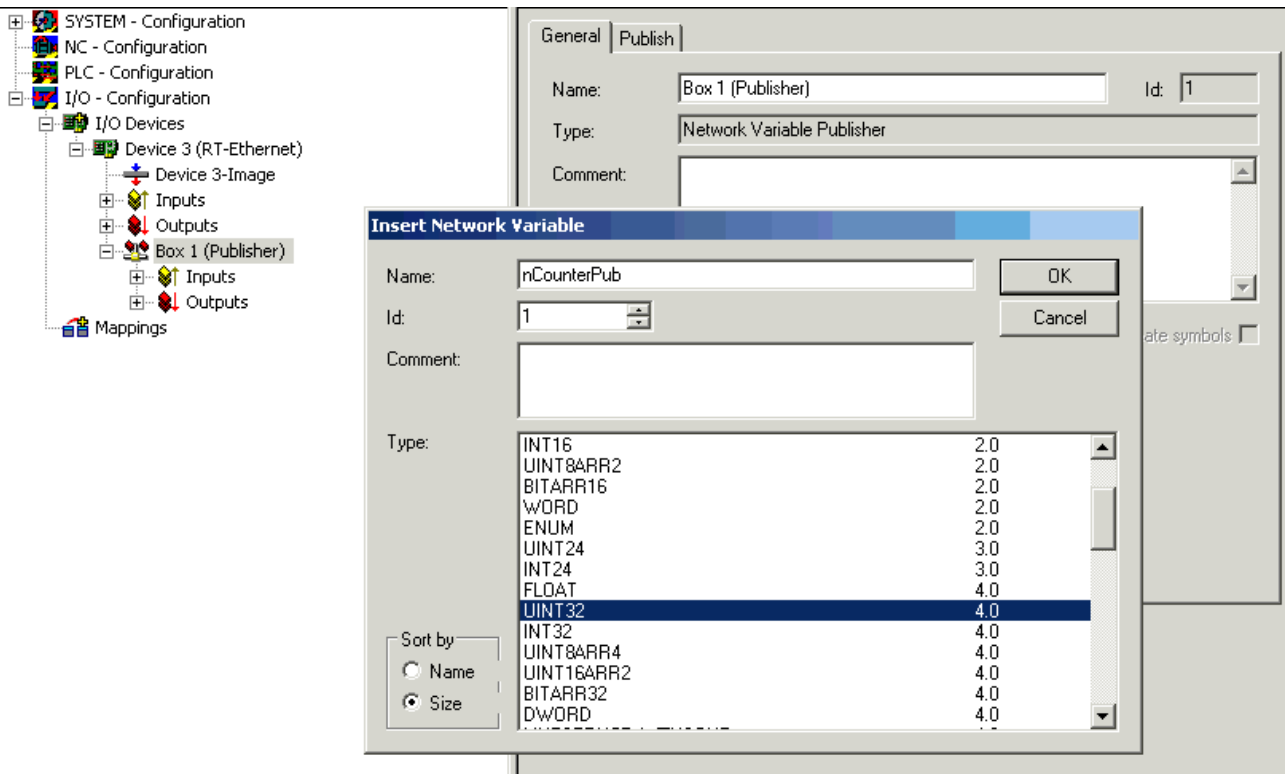 SYSTEM - Configuration
NC - Configuration
PLC - Configuration
I/O - Configuration
I/O Devices
Device 3 (RT-Ethernet)
Device 3-Image
Inputs
Outputs
Box 1 (Publisher)
Inputs
Outputs
Mappings
General Publish
Name: Box 1 (Publisher) Id: 1
Type: Network Variable Publisher
Comment:
ate symbols
Insert Network Variable
Name: nCounterPub OK
Id: 1 Cancel
Comment:
Type:
INT16 2.0
UINT8ARR2 2.0
BITARR16 2.0
WORD 2.0
ENUM 2.0
UINT24 3.0
INT24 3.0
FLOAT 4.0
UINT32 4.0
INT32 4.0
UINT8ARR4 4.0
UINT16ARR2 4.0
BITARR32 4.0
DWORD 4.0
Sort by
Name
Size